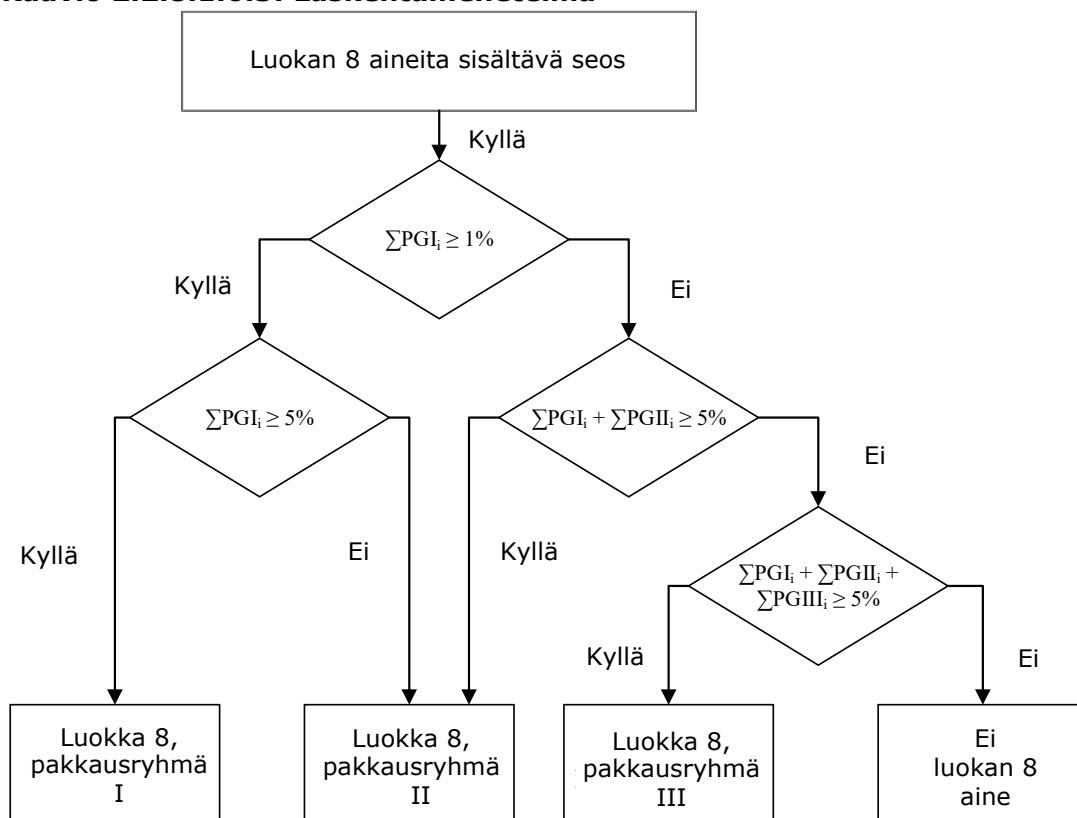 Luokan 8 aineita sisältävä seos
Kyllä
∑PGIᵢ ≥ 1%
Kyllä
Ei
∑PGIᵢ ≥ 5%
∑PGIᵢ + ∑PGIIᵢ ≥ 5%
Ei
Kyllä
Ei
Kyllä
∑PGIᵢ + ∑PGIIᵢ +
∑PGIIIᵢ ≥ 5%
Kyllä
Ei
Luokka 8,
pakkausryhmä
I
Luokka 8,
pakkausryhmä
II
Luokka 8,
pakkausryhmä
III
Ei
luokan 8
aine